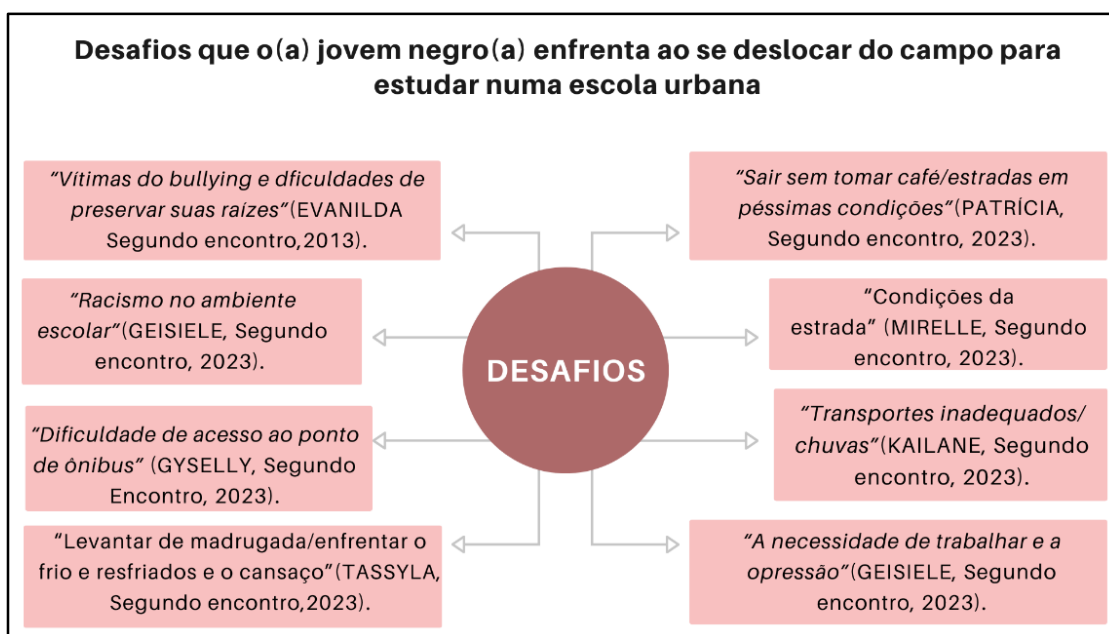 Desafios que o(a) jovem negro(a) enfrenta ao se deslocar do campo para
estudar numa escola urbana
“Vítimas do bullying e dficuldades de
preservar suas raízes“(EVANILDA
Segundo encontro,2013).
“Racismo no ambiente
escolar”(GEISIELE, Segundo
encontro, 2023).
“Dificuldade de acesso ao ponto
de ônibus” (GYSELLY, Segundo
Encontro, 2023).
“Levantar de madrugada/enfrentar o
frio e resfriados e o cansaço”(TASSYLA,
Segundo encontro,2023).
DESAFIOS
“Sair sem tomar café/estradas em
péssimas condições”(PATRÍCIA,
Segundo encontro, 2023).
“Condições da
estrada” (MIRELLE, Segundo
encontro, 2023).
“Transportes inadequados/
chuvas”(KAILANE, Segundo
encontro, 2023).
“A necessidade de trabalhar e a
opressão”(GEISIELE, Segundo
encontro, 2023).